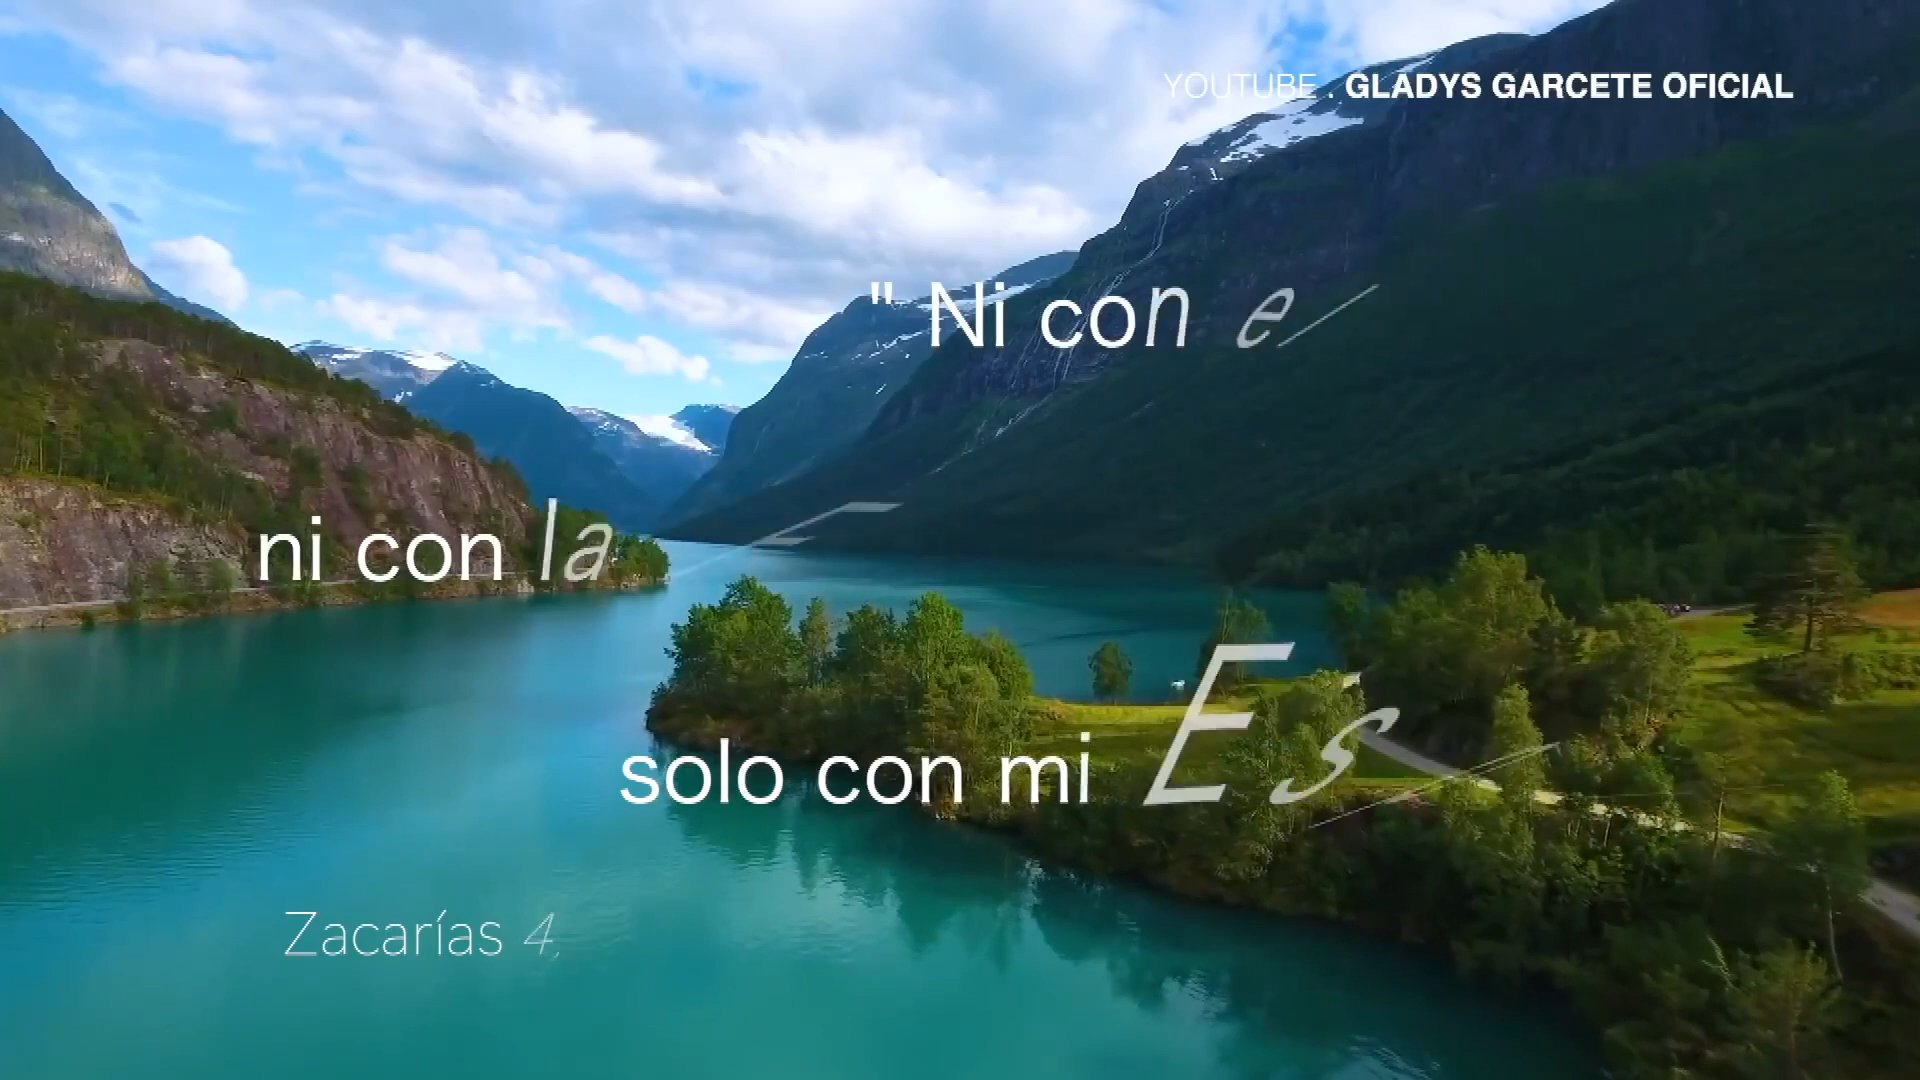 YOUTUBE . GLADYS GARCETE OFICIAL
" Ni con e
ni con la
solo con mi Es
Zacarías 4,